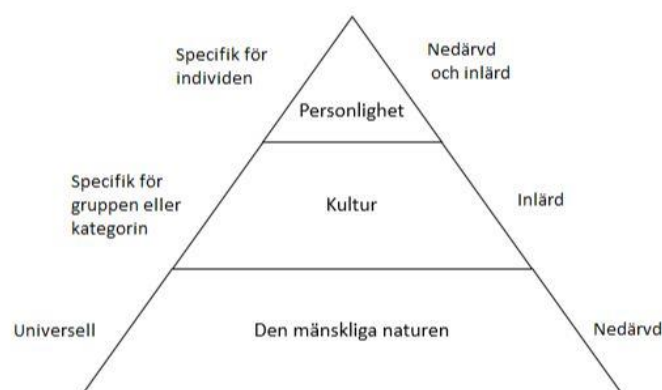 Specifik för
individen
Nedärvd
och inlärd
Personlighet
Specifik för
gruppen eller
kategorin
Kultur
Inlärd
Universell
Den mänskliga naturen
Nedärvd